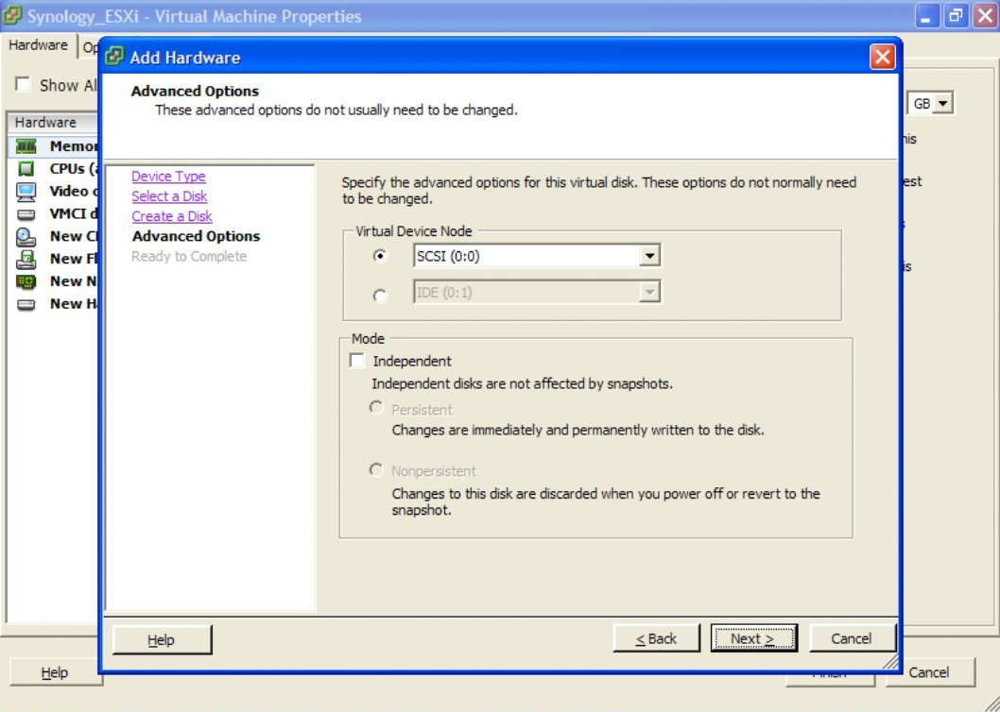 Synology_ESXi - Virtual Machine Properties
Hardware
Add Hardware
Show Al
Advanced Options
These advanced options do not usually need to be changed.
GB
Hardware
Memor
CPUs (a
Video c
VMCI d
New Cl
New Fl
New N
New Ha
Device Type
Select a Disk
Create a Disk
Advanced Options
Ready to Complete
Specify the advanced options for this virtual disk. These options do not normally need
to be changed.
Virtual Device Node
SCSI (0:0)
IDE (0:1)
Mode
Independent
Independent disks are not affected by snapshots.
Persistent
Changes are immediately and permanently written to the disk.
Nonpersistent
Changes to this disk are discarded when you power off or revert to the
snapshot.
Help
< Back
Next >
Cancel
Help
Cancel